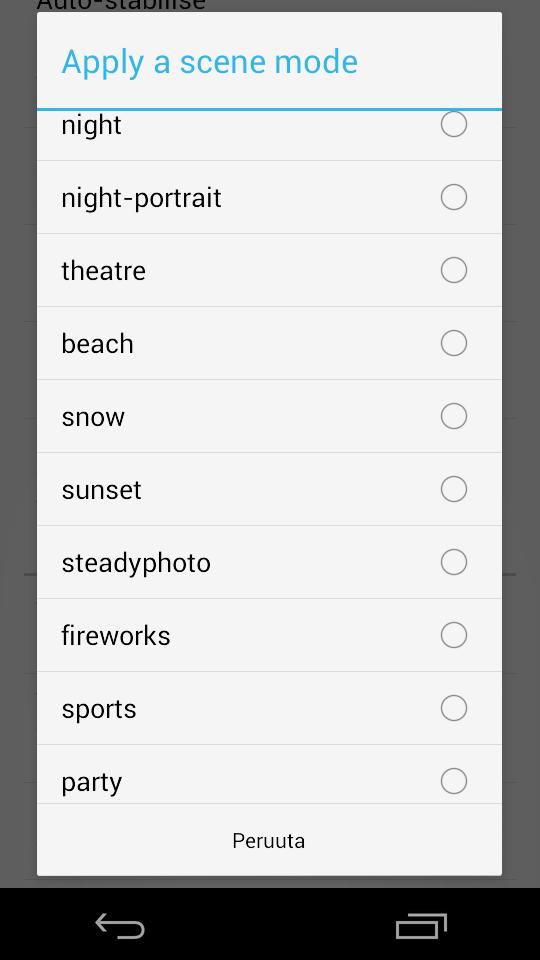 Auto-stabilise
Apply a scene mode
night
night-portrait
theatre
beach
snow
sunset
steadyphoto
fireworks
sports
party
Peruuta